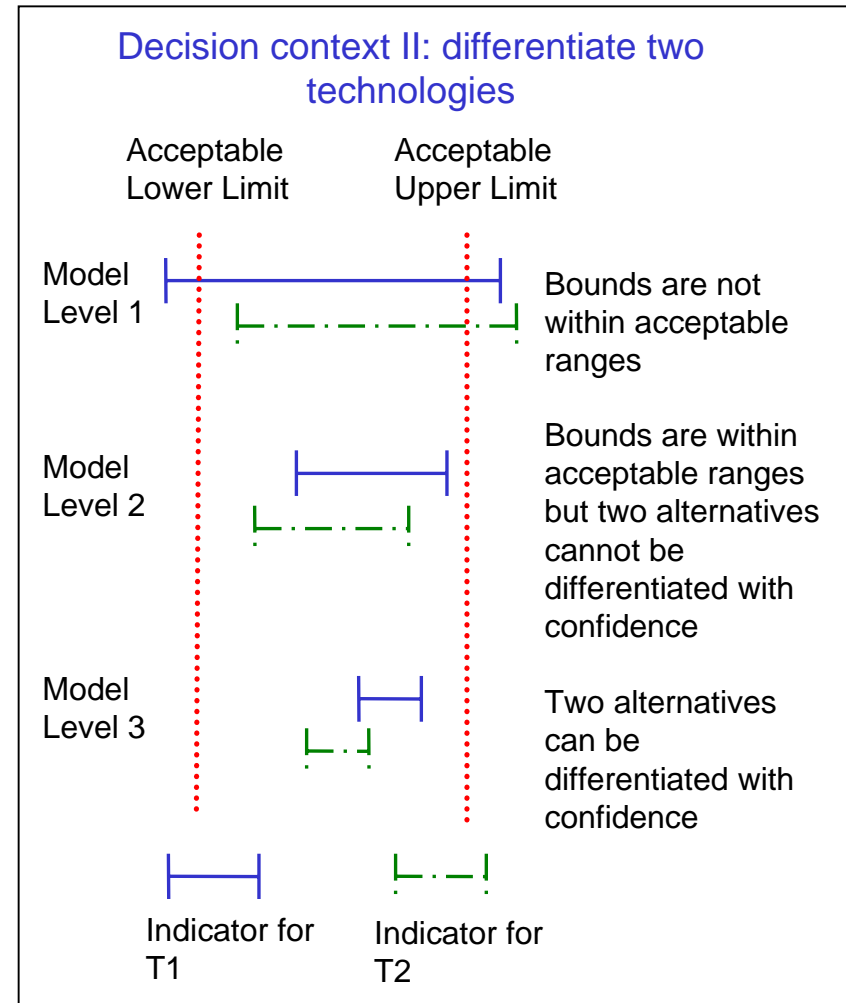 Decision context II: differentiate two
technologies
Acceptable
Lower Limit
Acceptable
Upper Limit
Model
Level 1
Bounds are not
within acceptable
ranges
Model
Level 2
Bounds are within
acceptable ranges
but two alternatives
cannot be
differentiated with
confidence
Model
Level 3
Two alternatives
can be
differentiated with
confidence
Indicator for
T1
Indicator for
T2